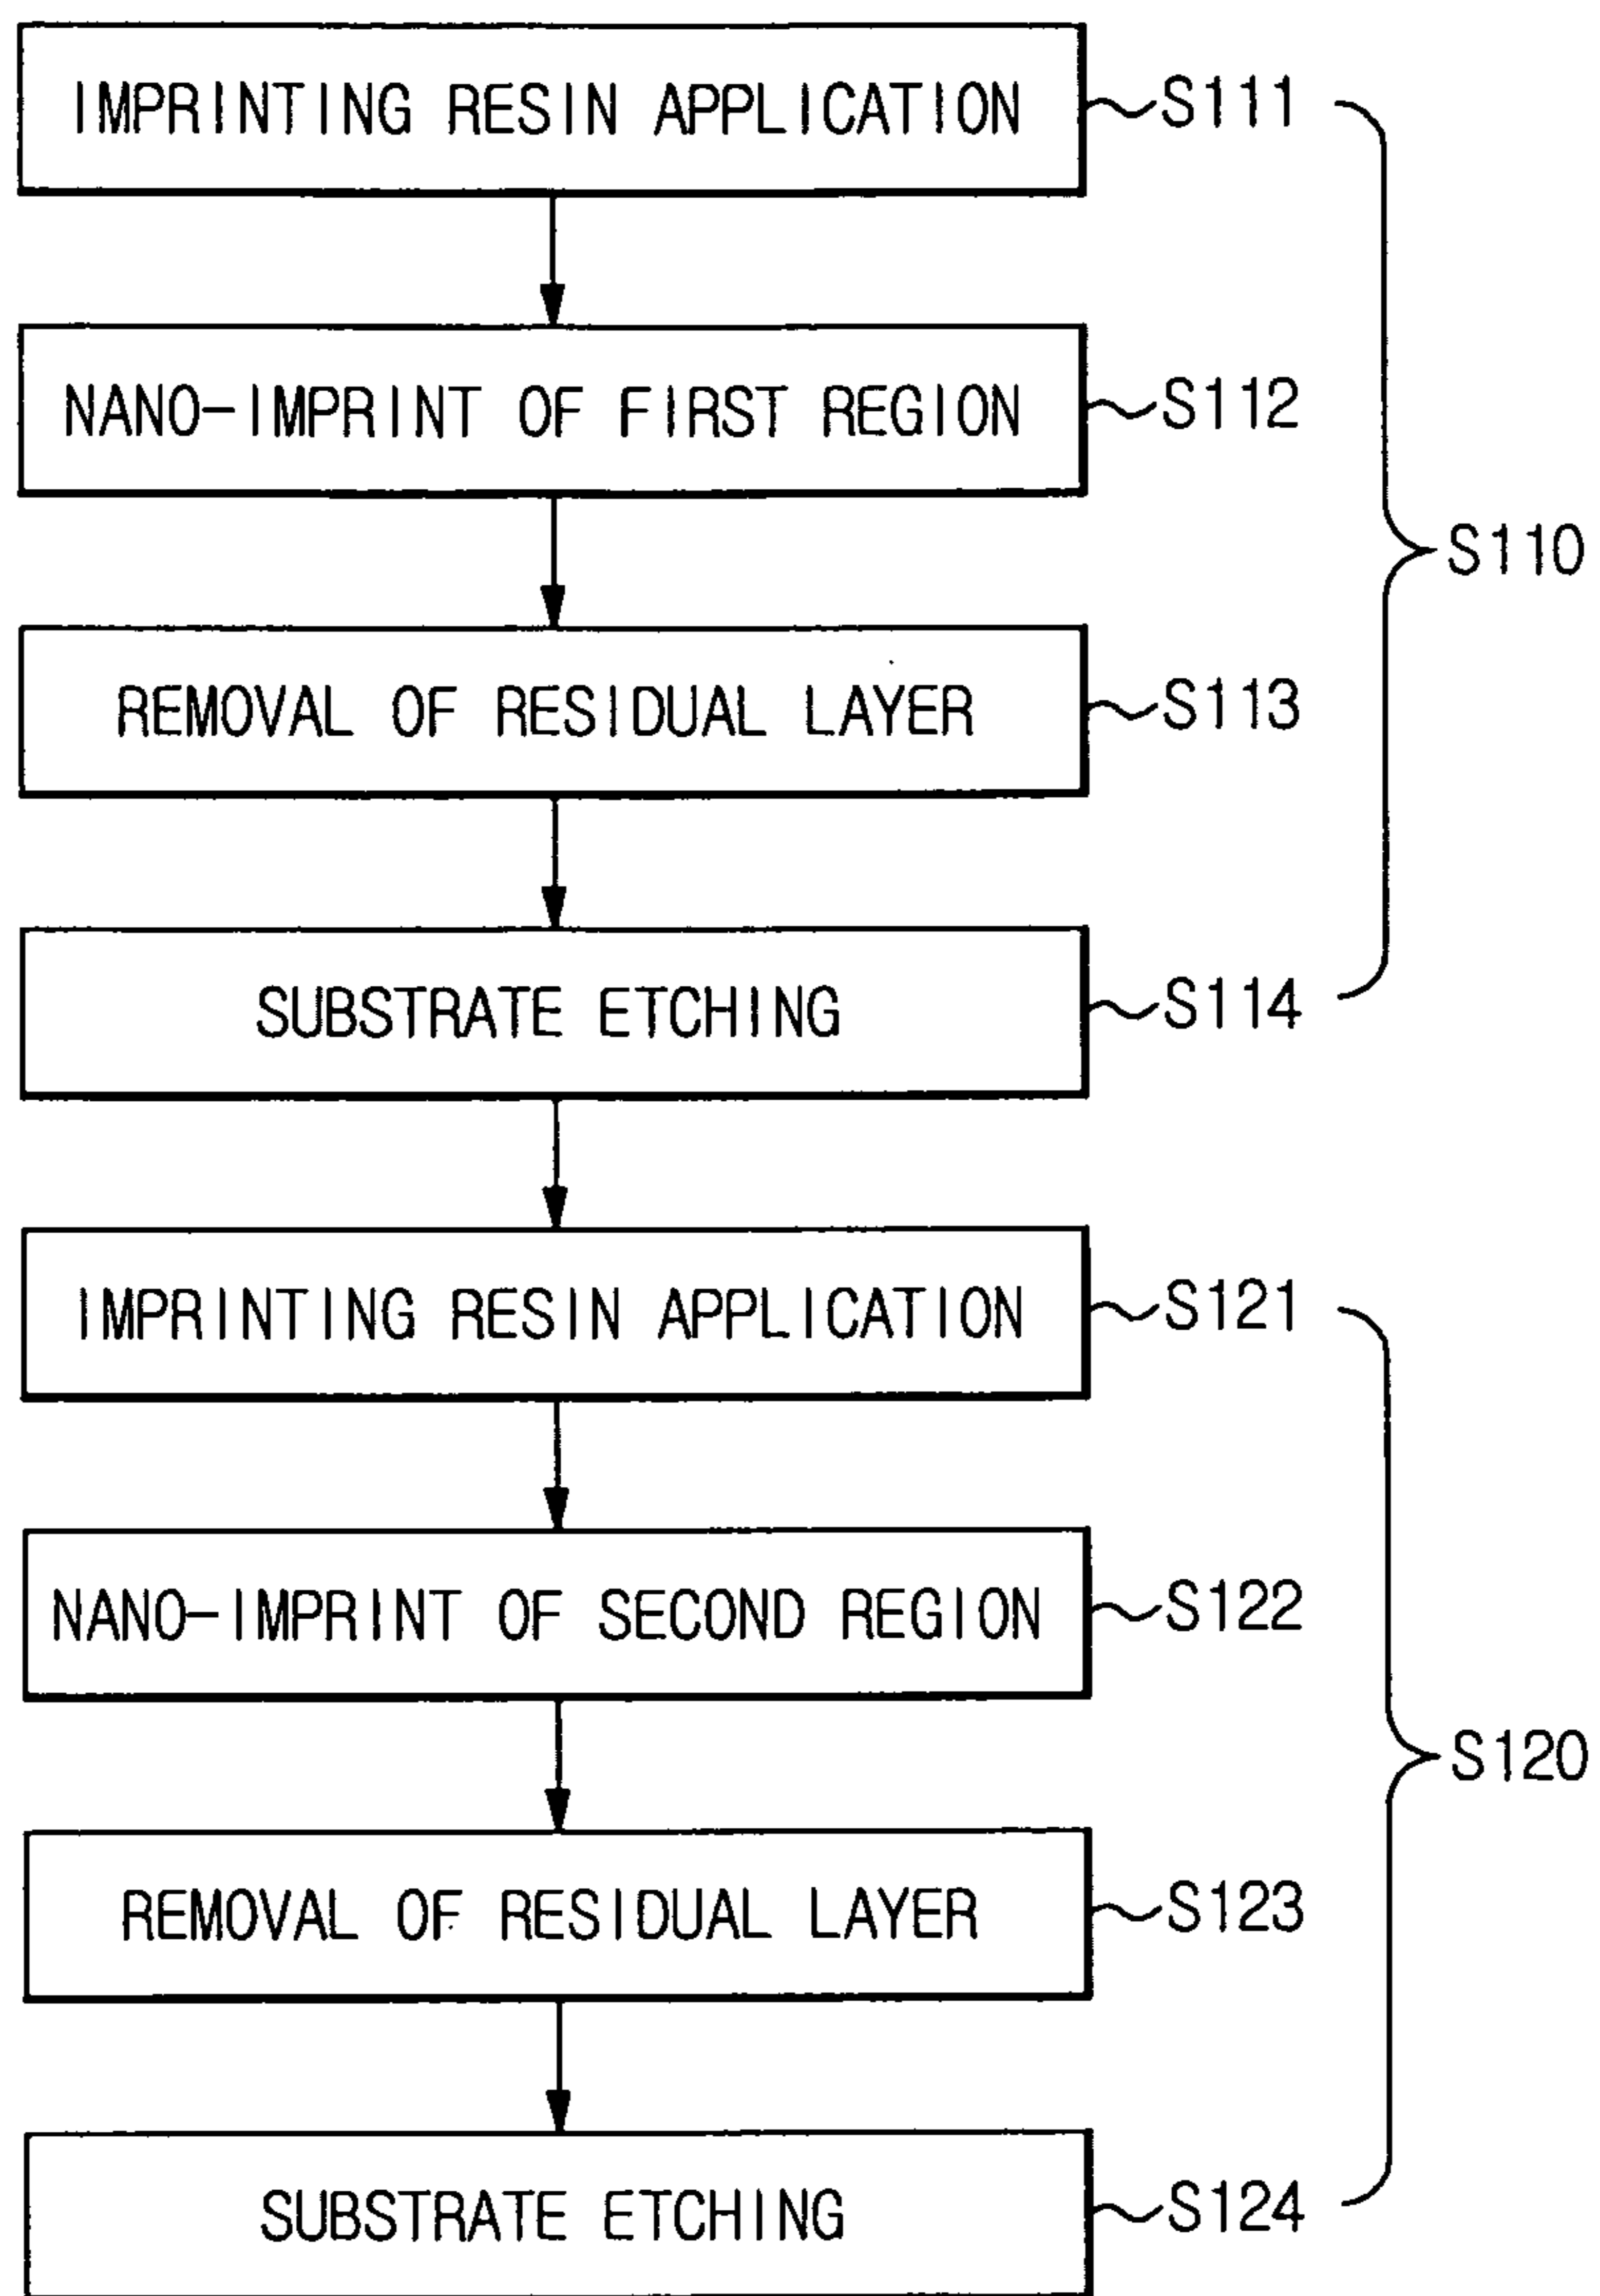 IMPRINTING RESIN APPLICATION S111
NANO-IMPRINT OF FIRST REGION S112
S110
REMOVAL OF RESIDUAL LAYER S113
SUBSTRATE ETCHING S114
IMPRINTING RESIN APPLICATION S121
NANO-IMPRINT OF SECOND REGION S122
S120
REMOVAL OF RESIDUAL LAYER S123
SUBSTRATE ETCHING S124